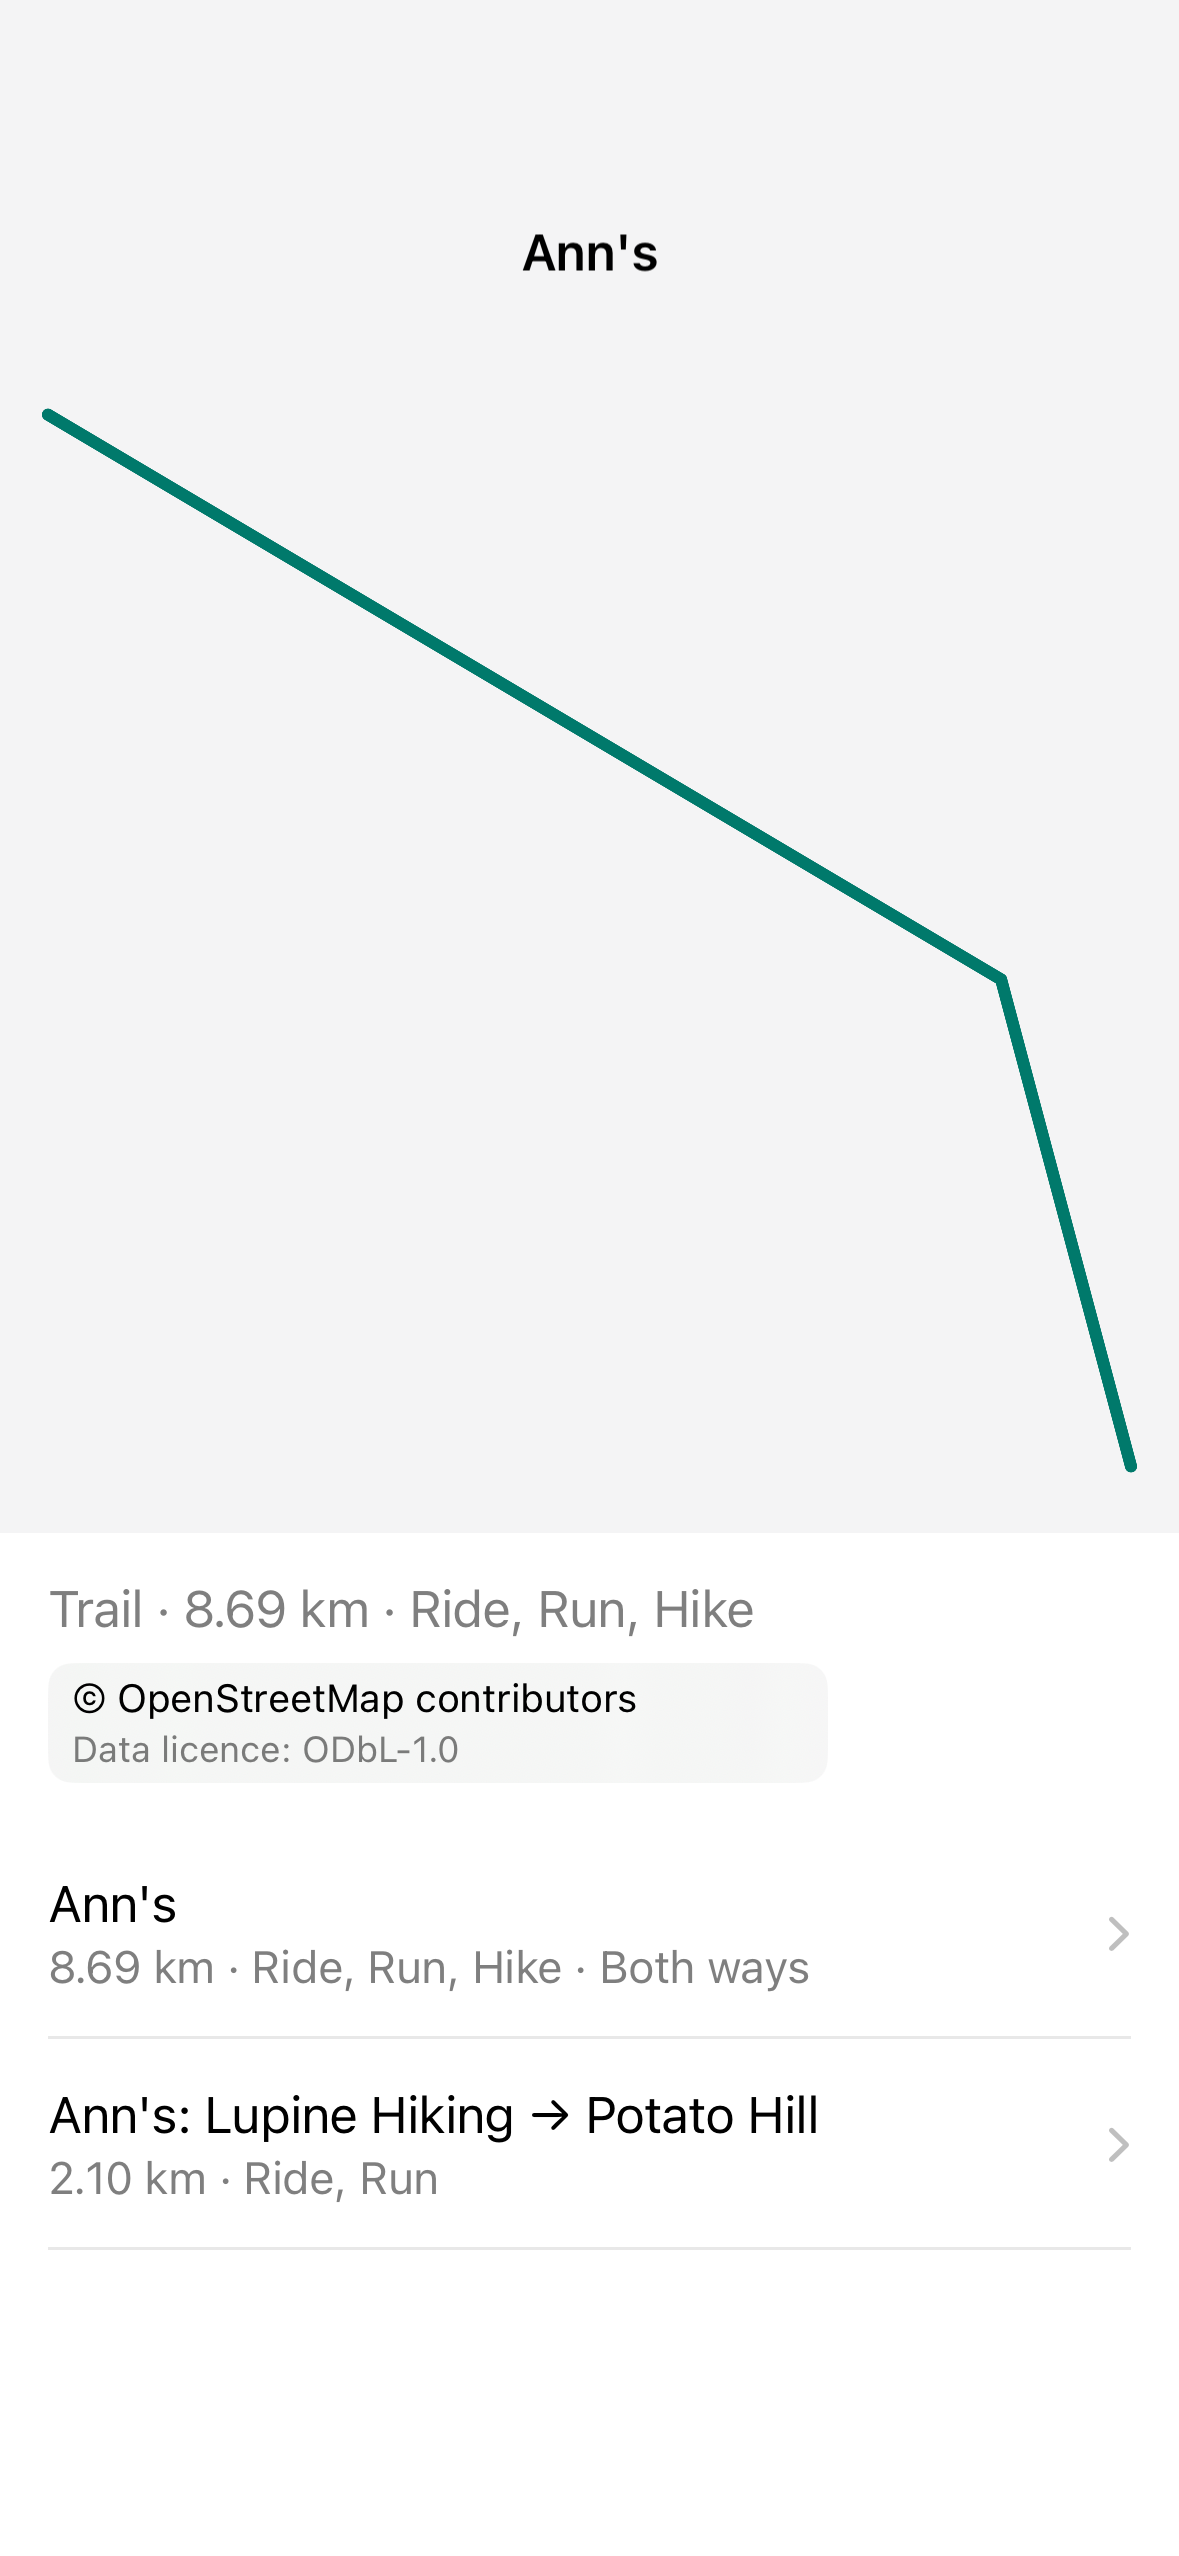 Ann's
Trail · 8.69 km · Ride, Run, Hike
© OpenStreetMap contributors
Data licence: ODbL-1.0
Ann's
8.69 km · Ride, Run, Hike · Both ways
Ann's: Lupine Hiking → Potato Hill
2.10 km · Ride, Run